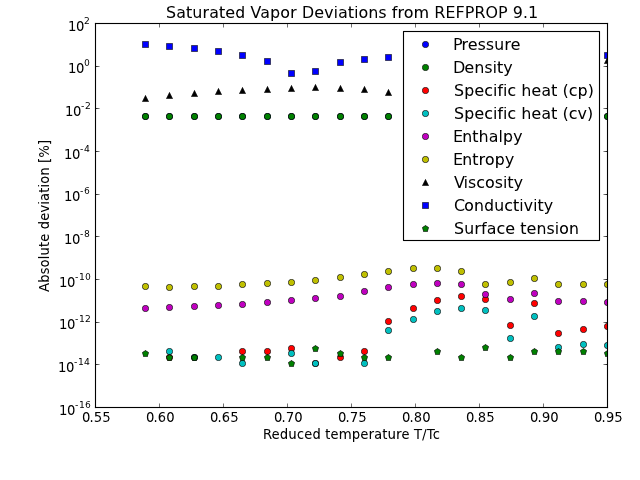 Saturated Vapor Deviations from REFPROP 9.1
10^2
10^0
10^-2
10^-4
10^-6
10^-8
10^-10
10^-12
10^-14
10^-16
Absolute deviation [%]
Pressure
Density
Specific heat (cp)
Specific heat (cv)
Enthalpy
Entropy
Viscosity
Conductivity
Surface tension
0.55 0.60 0.65 0.70 0.75 0.80 0.85 0.90 0.95
Reduced temperature T/Tc